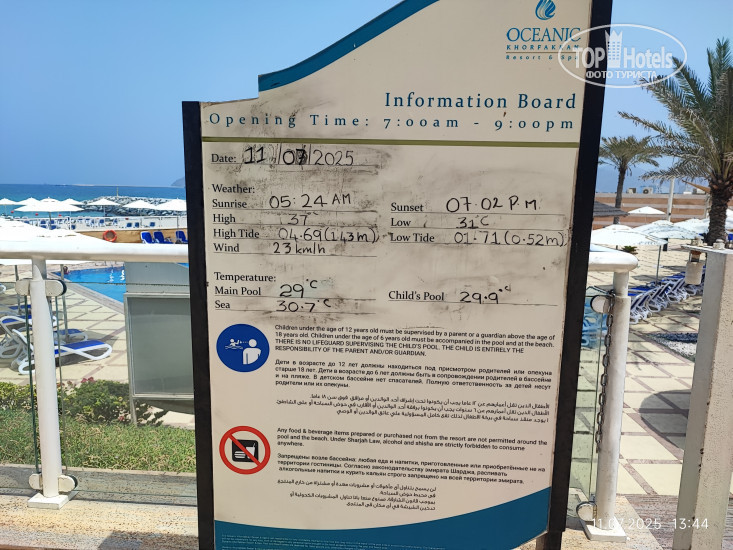 OCEANIC
KHORFAKKAN
Resort & Spa
TOP Hotels
ФОТО ТУРИСТА
Information Board
Opening Time: 7:00am - 9:00pm
Date: 11 / 07 / 2025
Weather:
Sunrise 05:24 AM Sunset 07:02 P.M
High 37°C Low 31°C
High Tide 04.69(1.43m) Low Tide 01.71(0.52m)
Wind 23 km/h
Temperature:
Main Pool 29°C Child's Pool 29.9°C
Sea 30.7°C
Children under the age of 12 years old must be supervised by a parent or a guardian above the age of
18 years old. Children under the age of 6 years old must be accompanied in the pool and at the beach.
THERE IS NO LIFEGUARD SUPERVISING THE CHILD'S POOL. THE CHILD IS ENTIRELY THE
RESPONSIBILITY OF THE PARENT AND/OR GUARDIAN.
Дети в возрасте до 12 лет должны находиться под присмотром родителей или опекуна
старше 18 лет. Дети в возрасте до 6 лет должны быть в сопровождении родителей в бассейне
и на пляже. В детском бассейне нет спасателей. Полную ответственность за детей несут
родители или их опекуны.
Any food & beverage items prepared or purchased not from the resort are not permitted around the
pool and the beach. Under Sharjah Law, alcohol and shisha are strictly forbidden to consume
anywhere.
Запрещены возле бассейна: любая еда и напитки, приготовленные или приобретённые не на
территории гостиницы. Согласно законодательству эмирата Шарджа, распивать
алкогольные напитки и курить кальян строго запрещено на всей территории эмирата.
11.07.2025 13:44